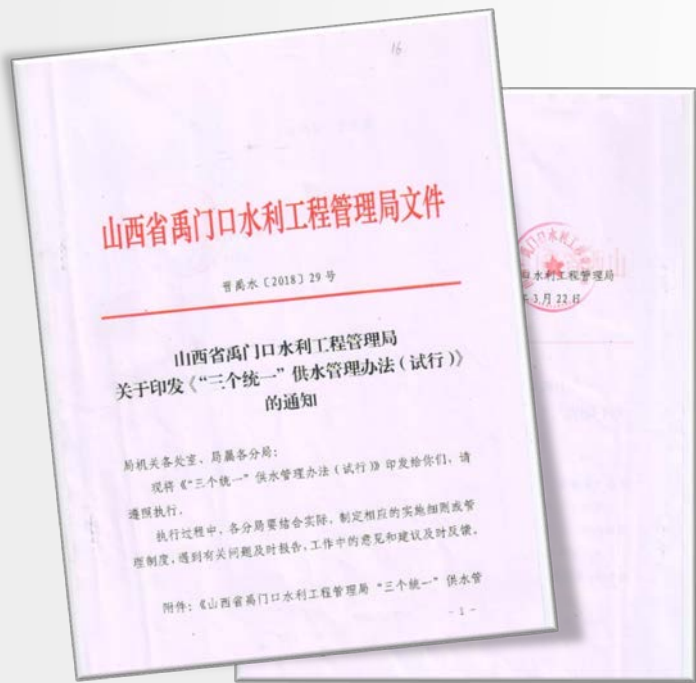 16
山西省禹门口水利工程管理局文件
晋禹水〔2018〕29号
山西省禹门口水利工程管理局
关于印发《“三个统一”供水管理办法(试行)》
的通知
局机关各处室、局属各分局:
现将《“三个统一”供水管理办法(试行)》印发给你们,请
遵照执行。
执行过程中,各分局要结合实际,制定相应的实施细则或管
理制度,遇到有关问题及时报告,工作中的意见和建议及时反馈。
附件:《山西省禹门口水利工程管理局“三个统一”供水管
- 1 -
门口水利工
水利工程管理局
3月22日